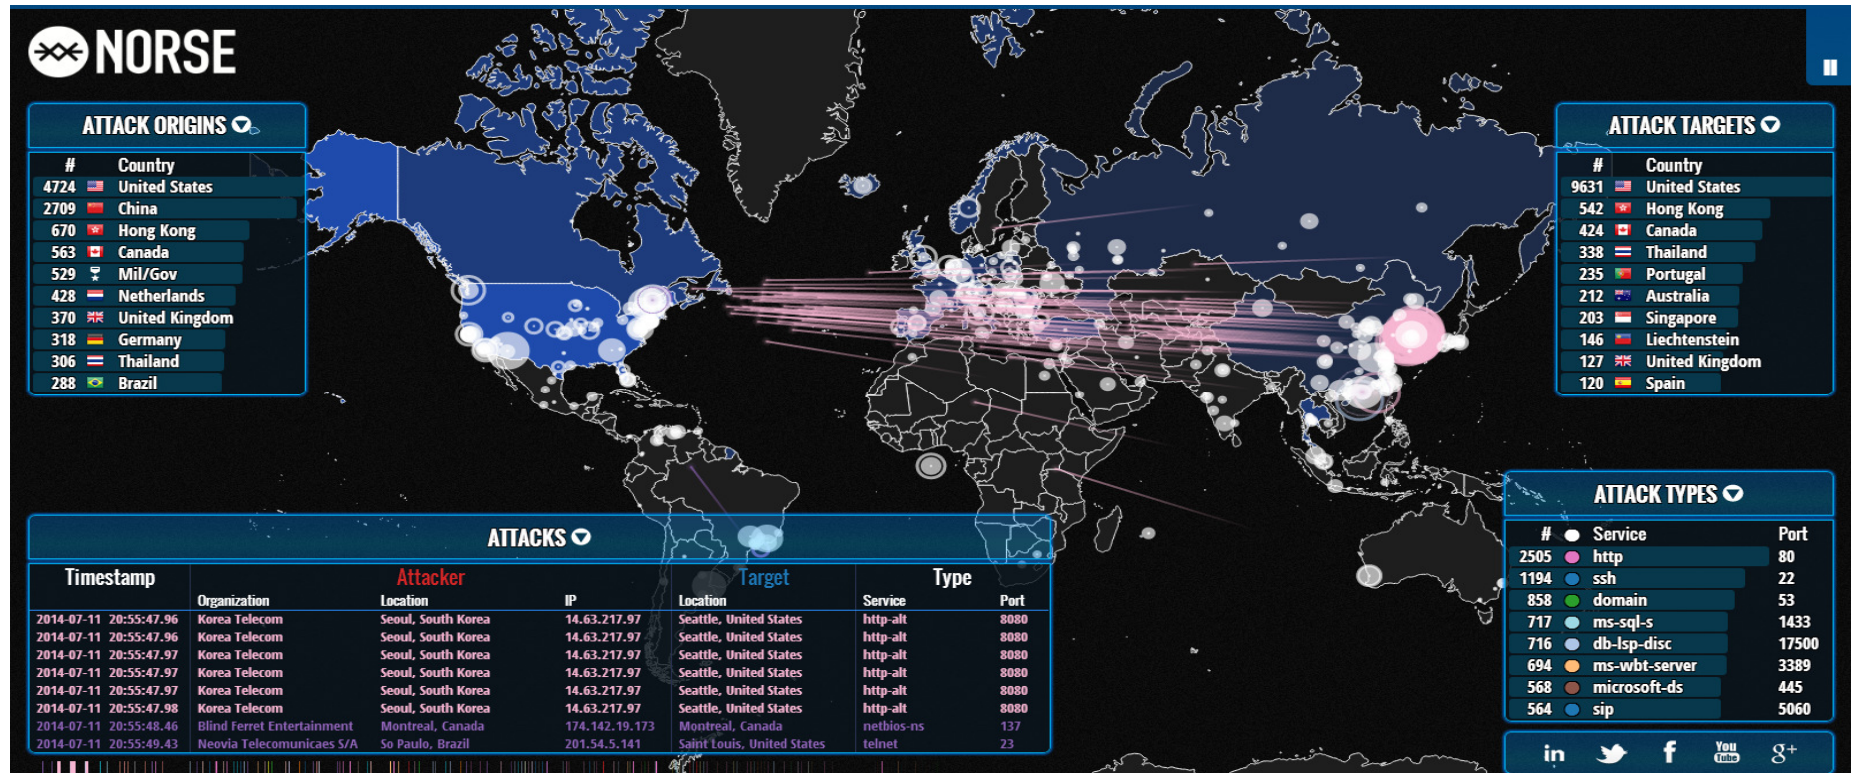 NORSE
ATTACK ORIGINS
# Country
4724 United States
2709 China
670 Hong Kong
563 Canada
529 Mil/Gov
428 Netherlands
370 United Kingdom
318 Germany
306 Thailand
288 Brazil
ATTACK TARGETS
# Country
9631 United States
542 Hong Kong
424 Canada
338 Thailand
235 Portugal
212 Australia
203 Singapore
146 Liechtenstein
127 United Kingdom
120 Spain
ATTACKS
Timestamp Attacker Target Type
Organization Location IP Location Service Port
2014-07-11 20:55:47.96 Korea Telecom Seoul, South Korea 14.63.217.97 Seattle, United States http-alt 8080
2014-07-11 20:55:47.96 Korea Telecom Seoul, South Korea 14.63.217.97 Seattle, United States http-alt 8080
2014-07-11 20:55:47.97 Korea Telecom Seoul, South Korea 14.63.217.97 Seattle, United States http-alt 8080
2014-07-11 20:55:47.97 Korea Telecom Seoul, South Korea 14.63.217.97 Seattle, United States http-alt 8080
2014-07-11 20:55:47.97 Korea Telecom Seoul, South Korea 14.63.217.97 Seattle, United States http-alt 8080
2014-07-11 20:55:47.98 Korea Telecom Seoul, South Korea 14.63.217.97 Seattle, United States http-alt 8080
2014-07-11 20:55:48.46 Blind Ferret Entertainment Montreal, Canada 174.142.19.173 Montreal, Canada netbios-ns 137
2014-07-11 20:55:49.43 Neovia Telecomunicaes S/A So Paulo, Brazil 201.54.5.141 Saint Louis, United States telnet 23
ATTACK TYPES
# Service Port
2505 http 80
1194 ssh 22
858 domain 53
717 ms-sql-s 1433
716 db-lsp-disc 17500
694 ms-wbt-server 3389
568 microsoft-ds 445
564 sip 5060
in f You Tube g+